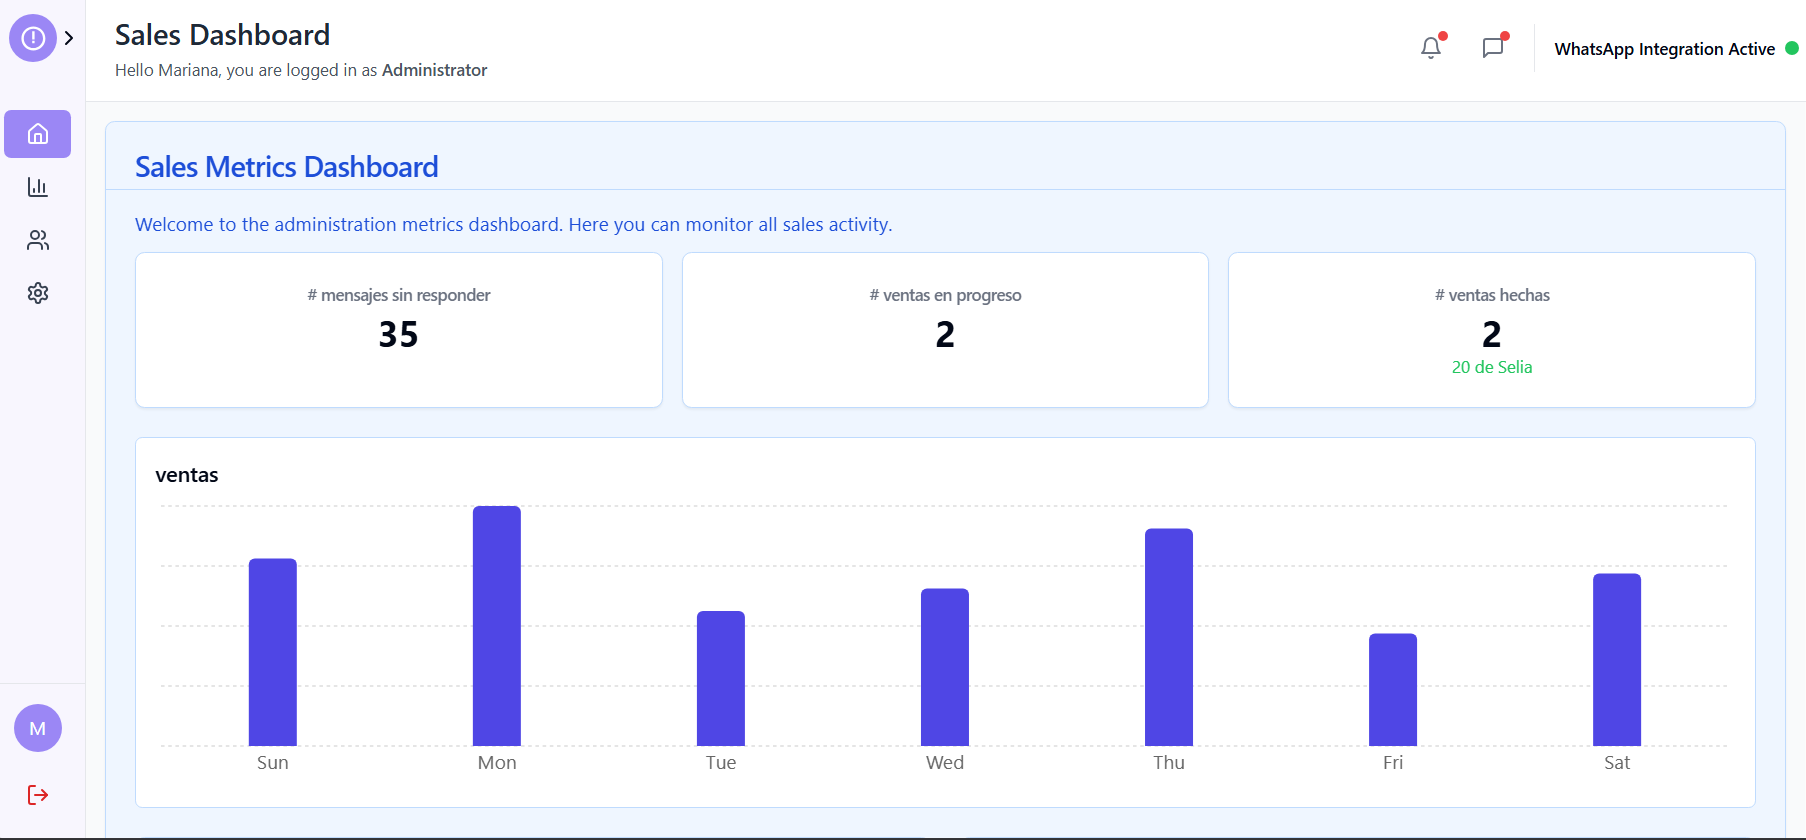 Sales Dashboard
Hello Mariana, you are logged in as Administrator
WhatsApp Integration Active
Sales Metrics Dashboard
Welcome to the administration metrics dashboard. Here you can monitor all sales activity.
# mensajes sin responder
35
# ventas en progreso
2
# ventas hechas
2
20 de Selia
ventas
Sun Mon Tue Wed Thu Fri Sat
M